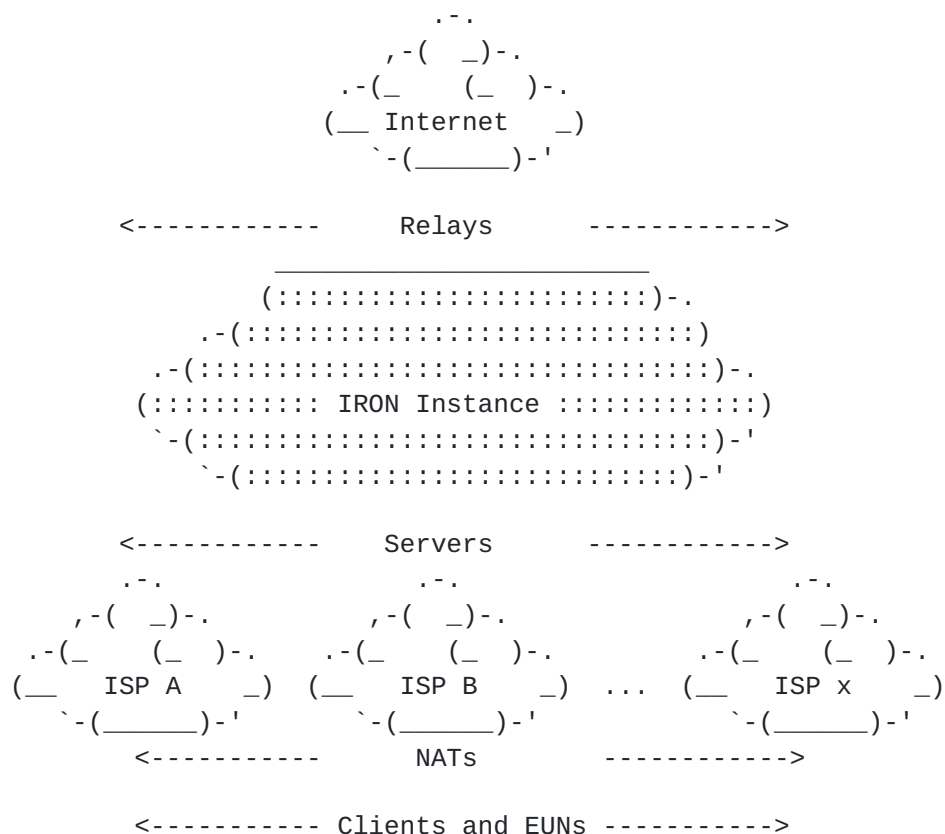 Internet
<------------ Relays ------------>
IRON Instance
<------------ Servers ------------>
ISP A ISP B ... ISP x
<----------- NATs ------------>
<----------- Clients and EUNs ----------->